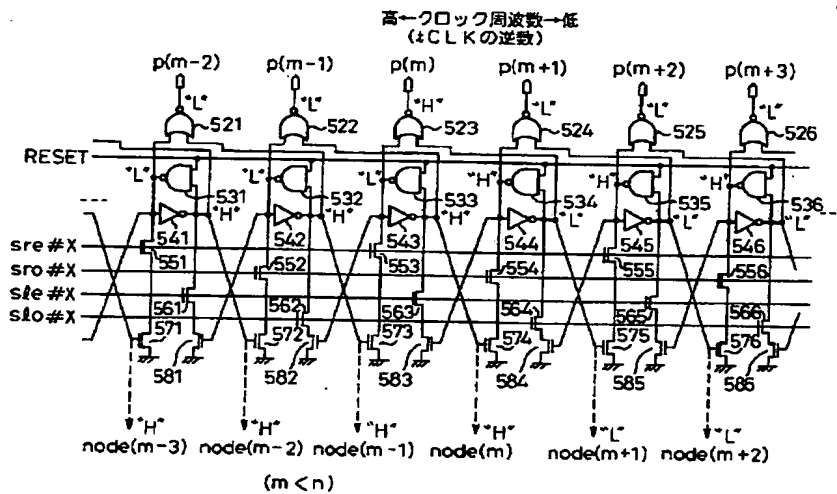 高←クロック周波数→低
(tCLKの逆数)
p(m-2) p(m-1) p(m) p(m+1) p(m+2) p(m+3)
"L" "L" "H" "L" "L" "L"
521 522 523 524 525 526
RESET
"L" "L" "L" "H" "H" "H"
531 532 533 534 535 536
"H" "H" "H" "L" "L" "L"
541 542 543 544 545 546
sre #X
551 552 553 554 555 556
sro #X
sle #X
561 562 563 564 565 566
slo #X
571 572 573 574 575 576
581 582 583 584 585 586
"H" "H" "H" "H" "L" "L"
node(m-3) node(m-2) node(m-1) node(m) node(m+1) node(m+2)
(m<n)